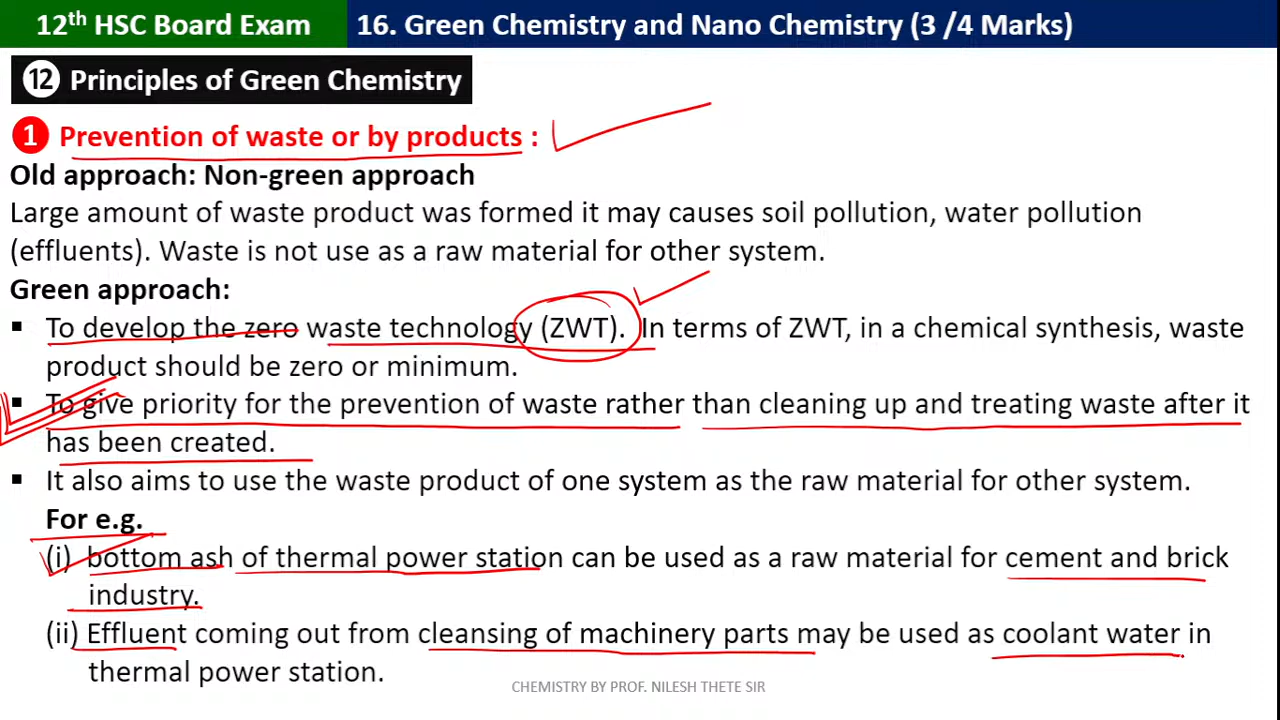 12th HSC Board Exam
16. Green Chemistry and Nano Chemistry (3 /4 Marks)
12 Principles of Green Chemistry
1 Prevention of waste or by products :
Old approach: Non-green approach
Large amount of waste product was formed it may causes soil pollution, water pollution
(effluents). Waste is not use as a raw material for other system.
Green approach:
▪ To develop the zero waste technology (ZWT). In terms of ZWT, in a chemical synthesis, waste
product should be zero or minimum.
▪ To give priority for the prevention of waste rather than cleaning up and treating waste after it
has been created.
▪ It also aims to use the waste product of one system as the raw material for other system.
For e.g.
(i) bottom ash of thermal power station can be used as a raw material for cement and brick
industry.
(ii) Effluent coming out from cleansing of machinery parts may be used as coolant water in
thermal power station.
CHEMISTRY BY PROF. NILESH THETE SIR